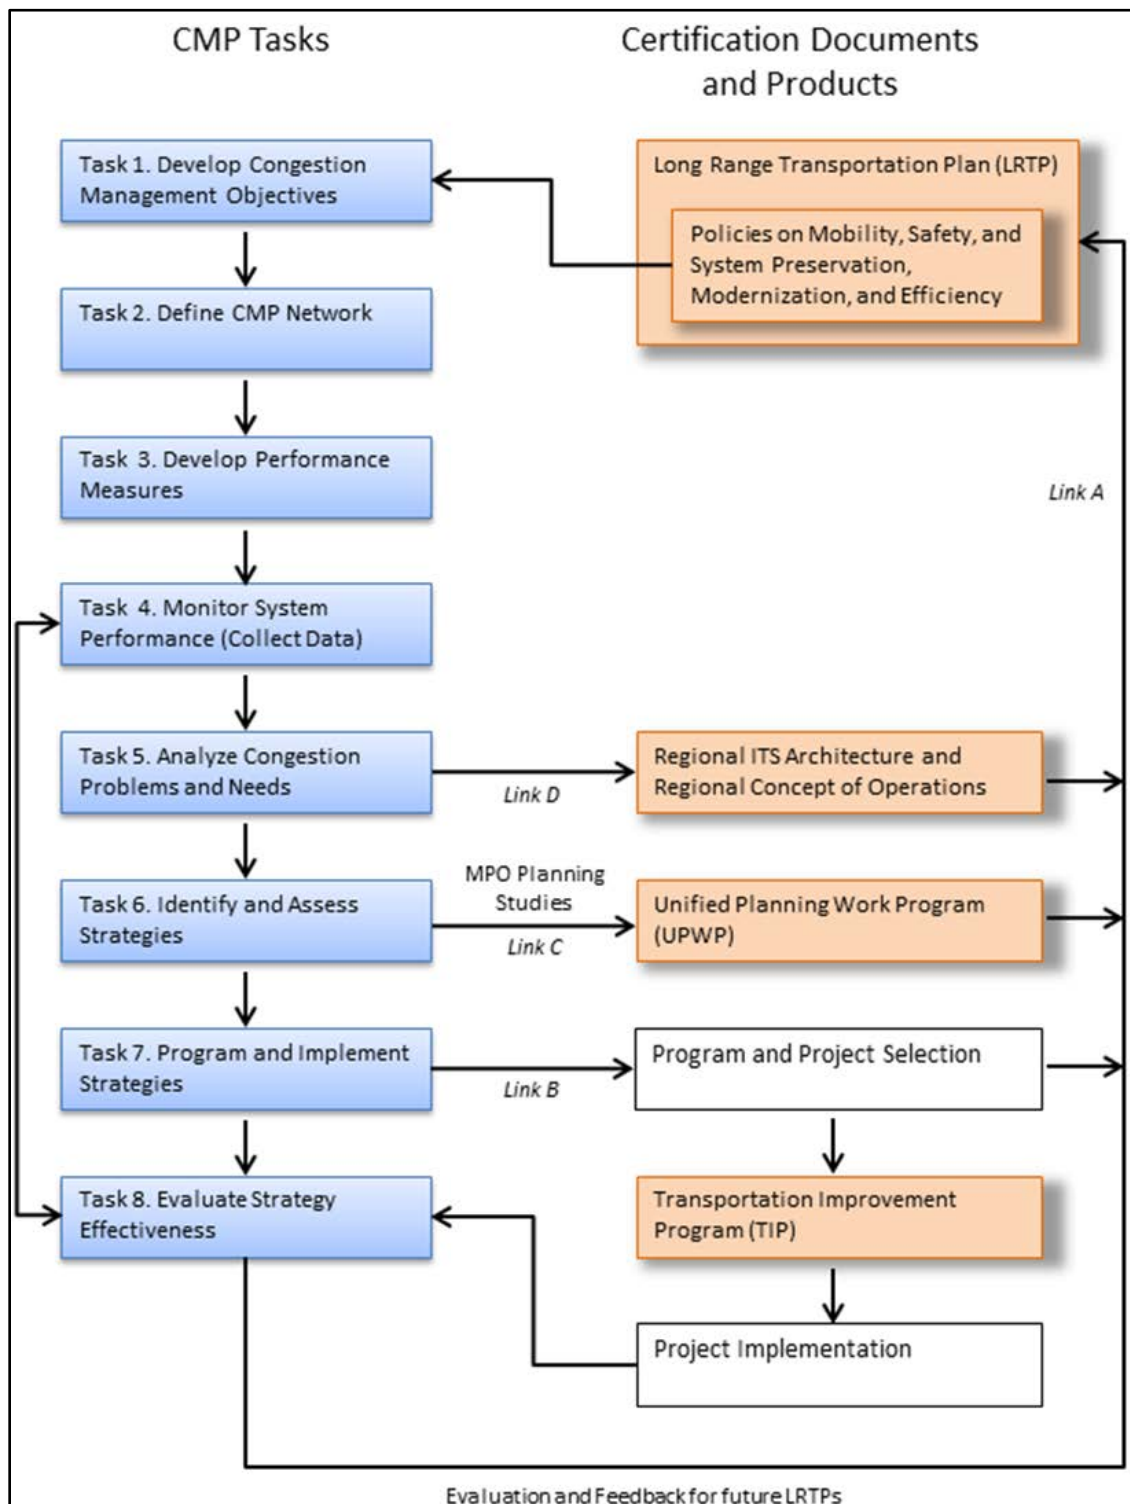 CMP Tasks
Certification Documents
and Products
Task 1. Develop Congestion
Management Objectives
Long Range Transportation Plan (LRTP)
Policies on Mobility, Safety, and
System Preservation,
Modernization, and Efficiency
Task 2. Define CMP Network
Task 3. Develop Performance
Measures
Link A
Task 4. Monitor System
Performance (Collect Data)
Task 5. Analyze Congestion
Problems and Needs
Link D
Regional ITS Architecture and
Regional Concept of Operations
Task 6. Identify and Assess
Strategies
MPO Planning
Studies
Link C
Unified Planning Work Program
(UPWP)
Task 7. Program and Implement
Strategies
Link B
Program and Project Selection
Task 8. Evaluate Strategy
Effectiveness
Transportation Improvement
Program (TIP)
Project Implementation
Evaluation and Feedback for future LRTPs